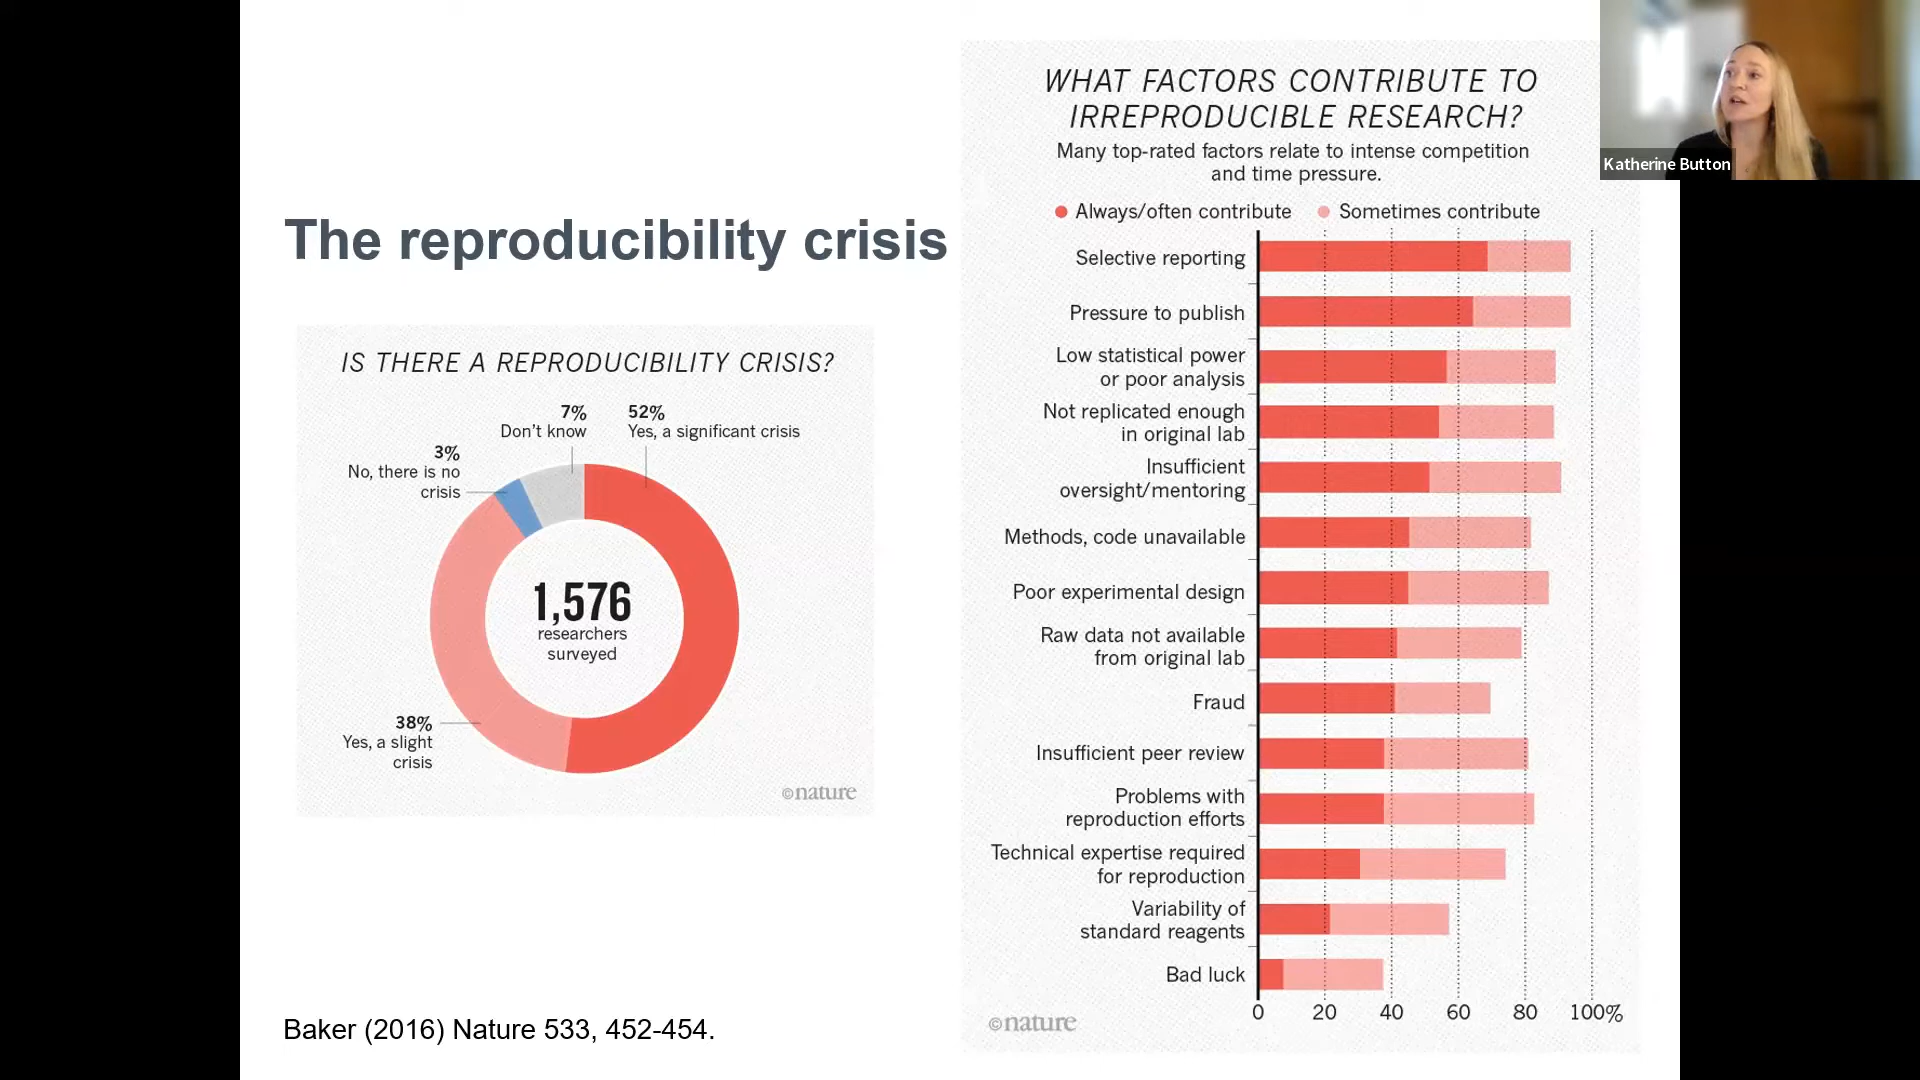 The reproducibility crisis
IS THERE A REPRODUCIBILITY CRISIS?
7%
Don't know
52%
Yes, a significant crisis
3%
No, there is no
crisis
1,576
researchers
surveyed
38%
Yes, a slight
crisis
©nature
Baker (2016) Nature 533, 452-454.
WHAT FACTORS CONTRIBUTE TO
IRREPRODUCIBLE RESEARCH?
Many top-rated factors relate to intense competition
and time pressure.
Always/often contribute Sometimes contribute
Selective reporting
Pressure to publish
Low statistical power
or poor analysis
Not replicated enough
in original lab
Insufficient
oversight/mentoring
Methods, code unavailable
Poor experimental design
Raw data not available
from original lab
Fraud
Insufficient peer review
Problems with
reproduction efforts
Technical expertise required
for reproduction
Variability of
standard reagents
Bad luck
0 20 40 60 80 100%
©nature
Katherine Button